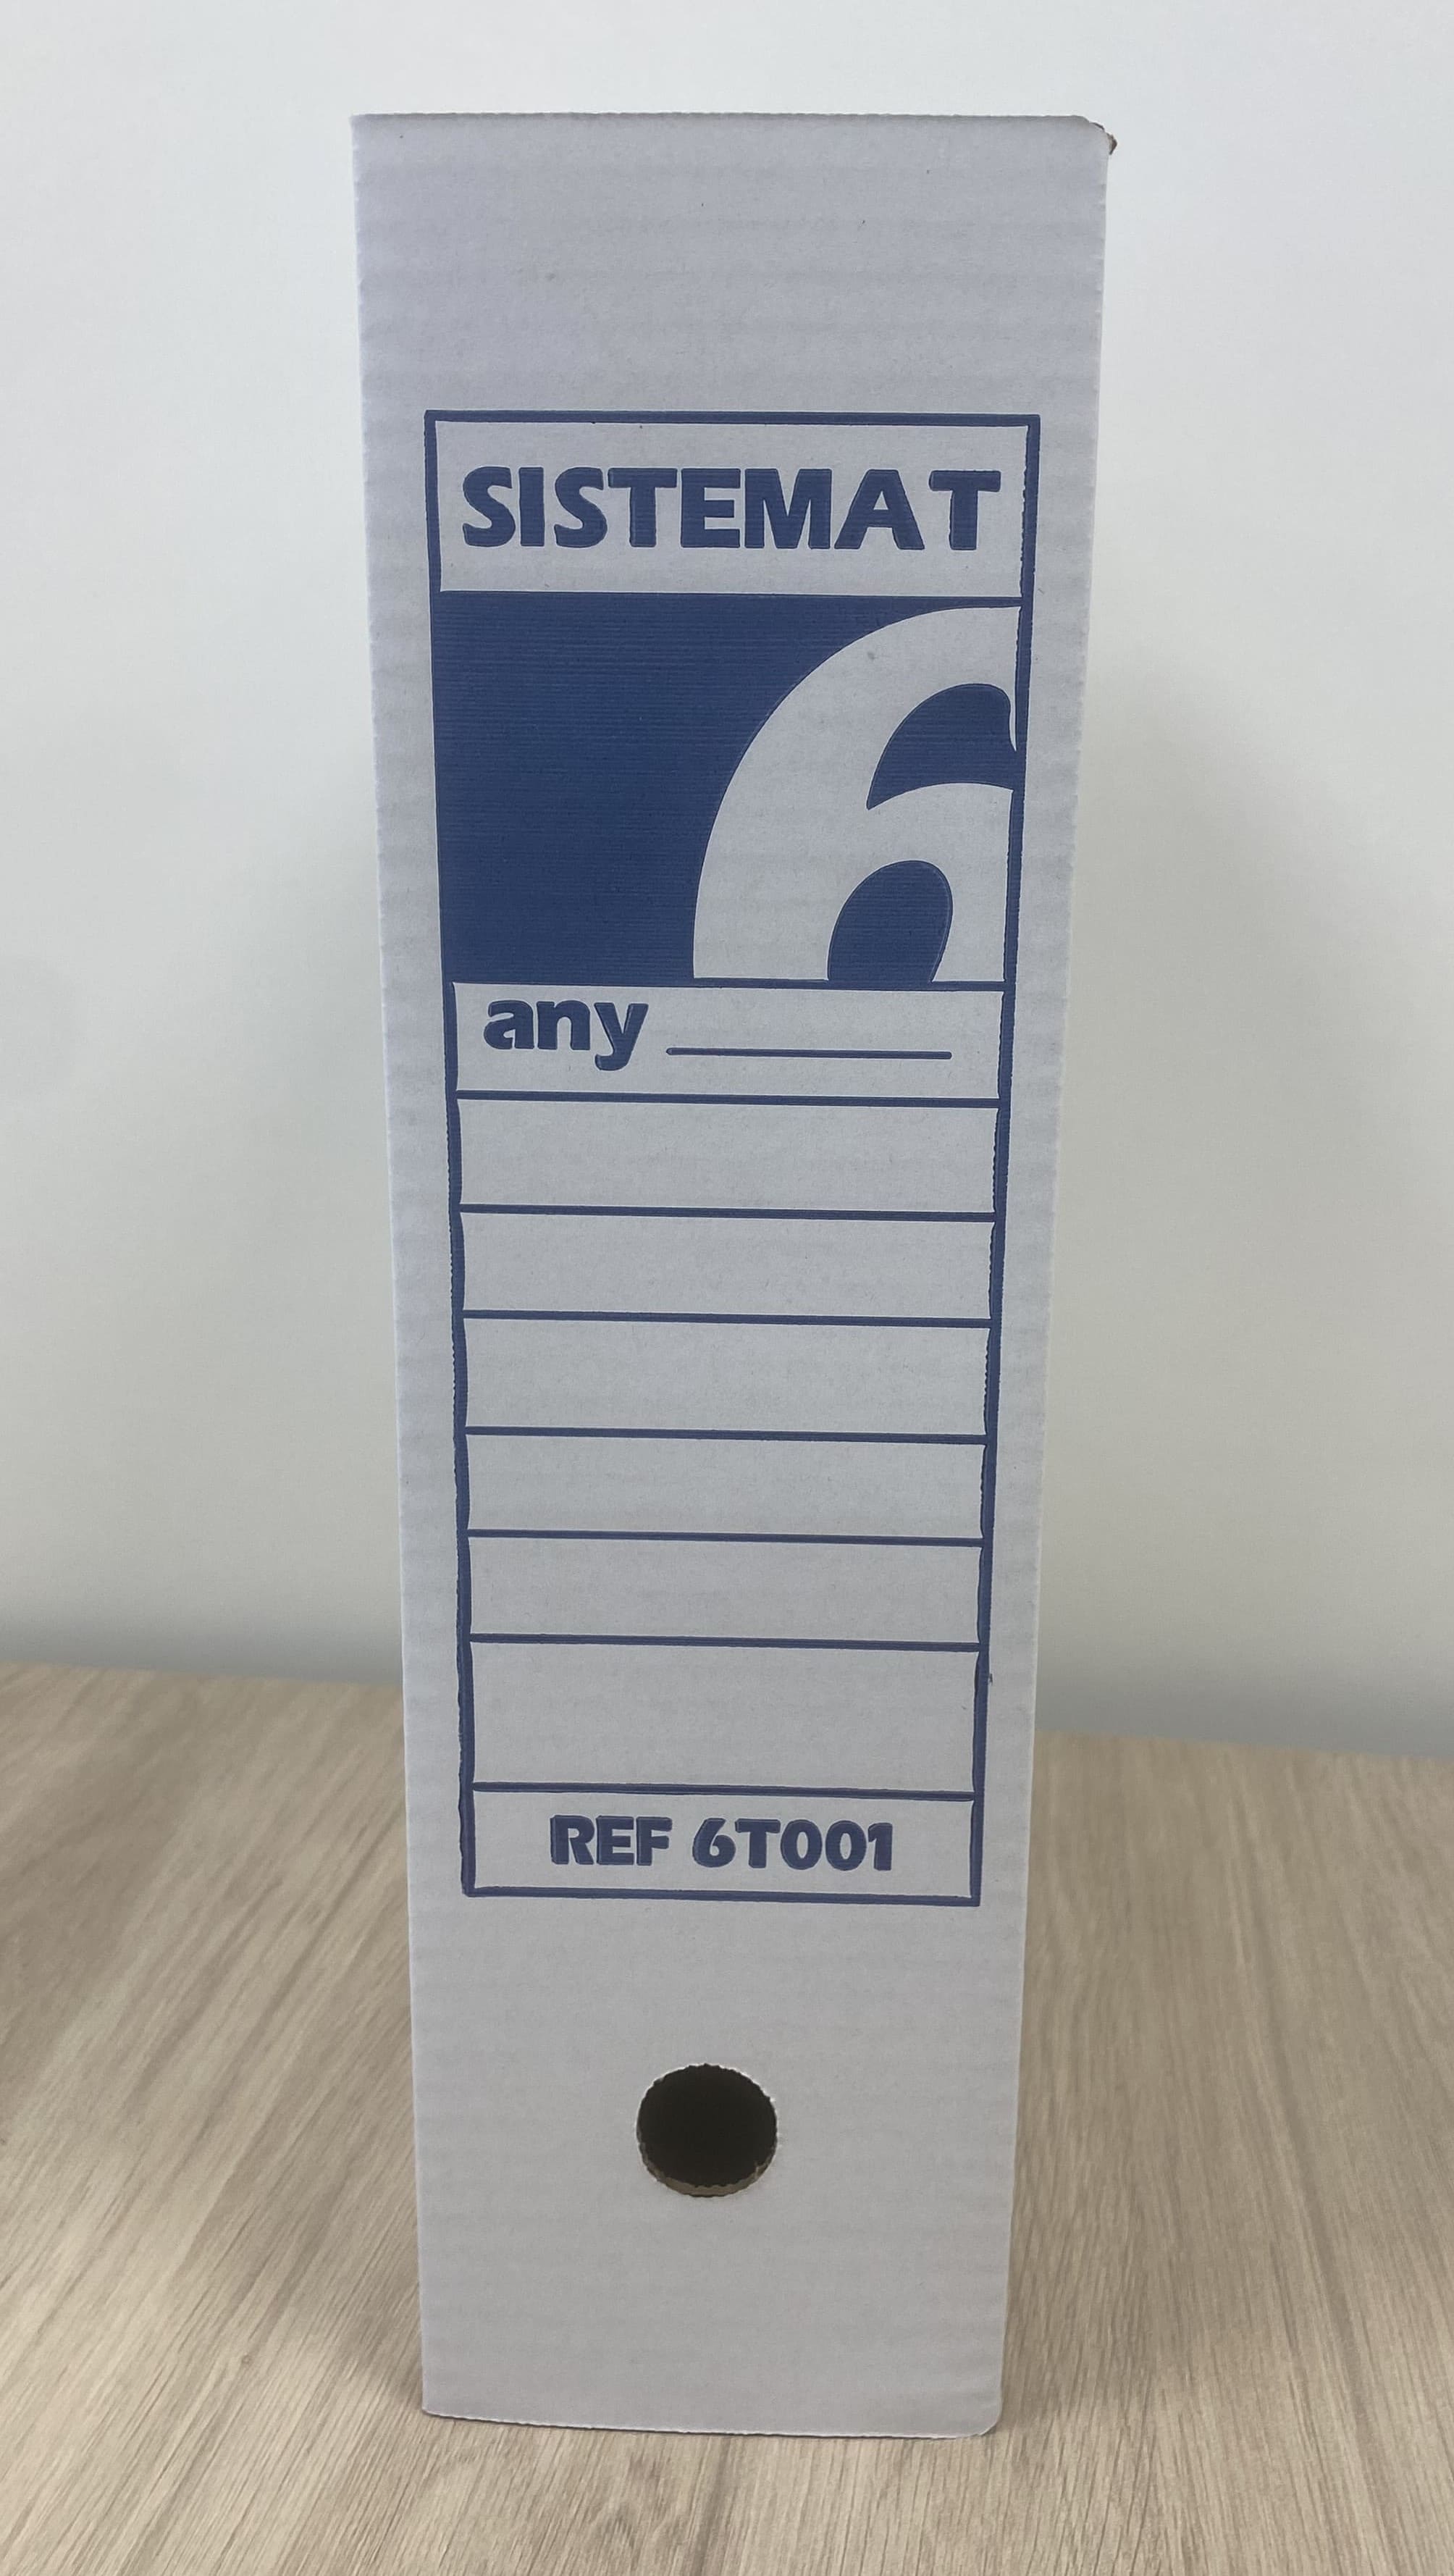 SISTEMAT
6
any
REF 6T001